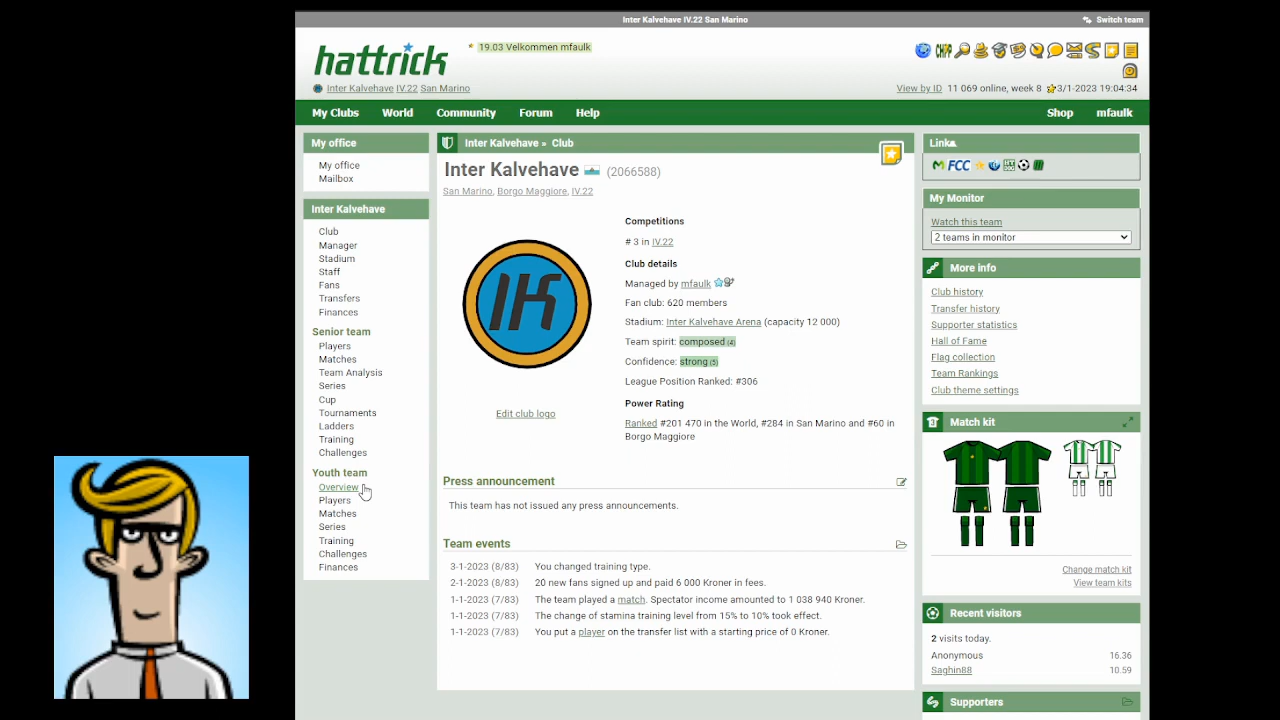 Inter Kalvehave IV.22 San Marino
Switch team
hattrick
19.03 Velkommen mfaulk
CHPP
Inter Kalvehave IV.22 San Marino
View by ID 11 069 online, week 8 3/1-2023 19:04:34
My Clubs World Community Forum Help Shop mfaulk
My office
My office
Mailbox
Inter Kalvehave
Club
Manager
Stadium
Staff
Fans
Transfers
Finances
Senior team
Players
Matches
Team Analysis
Series
Cup
Tournaments
Ladders
Training
Challenges
Youth team
Overview
Players
Matches
Series
Training
Challenges
Finances
Inter Kalvehave » Club
Inter Kalvehave (2066588)
San Marino, Borgo Maggiore, IV.22
IK
Edit club logo
Competitions
# 3 in IV.22
Club details
Managed by mfaulk
Fan club: 620 members
Stadium: Inter Kalvehave Arena (capacity 12 000)
Team spirit: composed (4)
Confidence: strong (5)
League Position Ranked: #306
Power Rating
Ranked #201 470 in the World, #284 in San Marino and #60 in
Borgo Maggiore
Press announcement
This team has not issued any press announcements.
Team events
3-1-2023 (8/83) You changed training type.
2-1-2023 (8/83) 20 new fans signed up and paid 6 000 Kroner in fees.
1-1-2023 (7/83) The team played a match. Spectator income amounted to 1 038 940 Kroner.
1-1-2023 (7/83) The change of stamina training level from 15% to 10% took effect.
1-1-2023 (7/83) You put a player on the transfer list with a starting price of 0 Kroner.
Links
FCC
My Monitor
Watch this team
2 teams in monitor
More info
Club history
Transfer history
Supporter statistics
Hall of Fame
Flag collection
Team Rankings
Club theme settings
Match kit
Change match kit
View team kits
Recent visitors
2 visits today.
Anonymous 16.36
Saghin88 10.59
Supporters